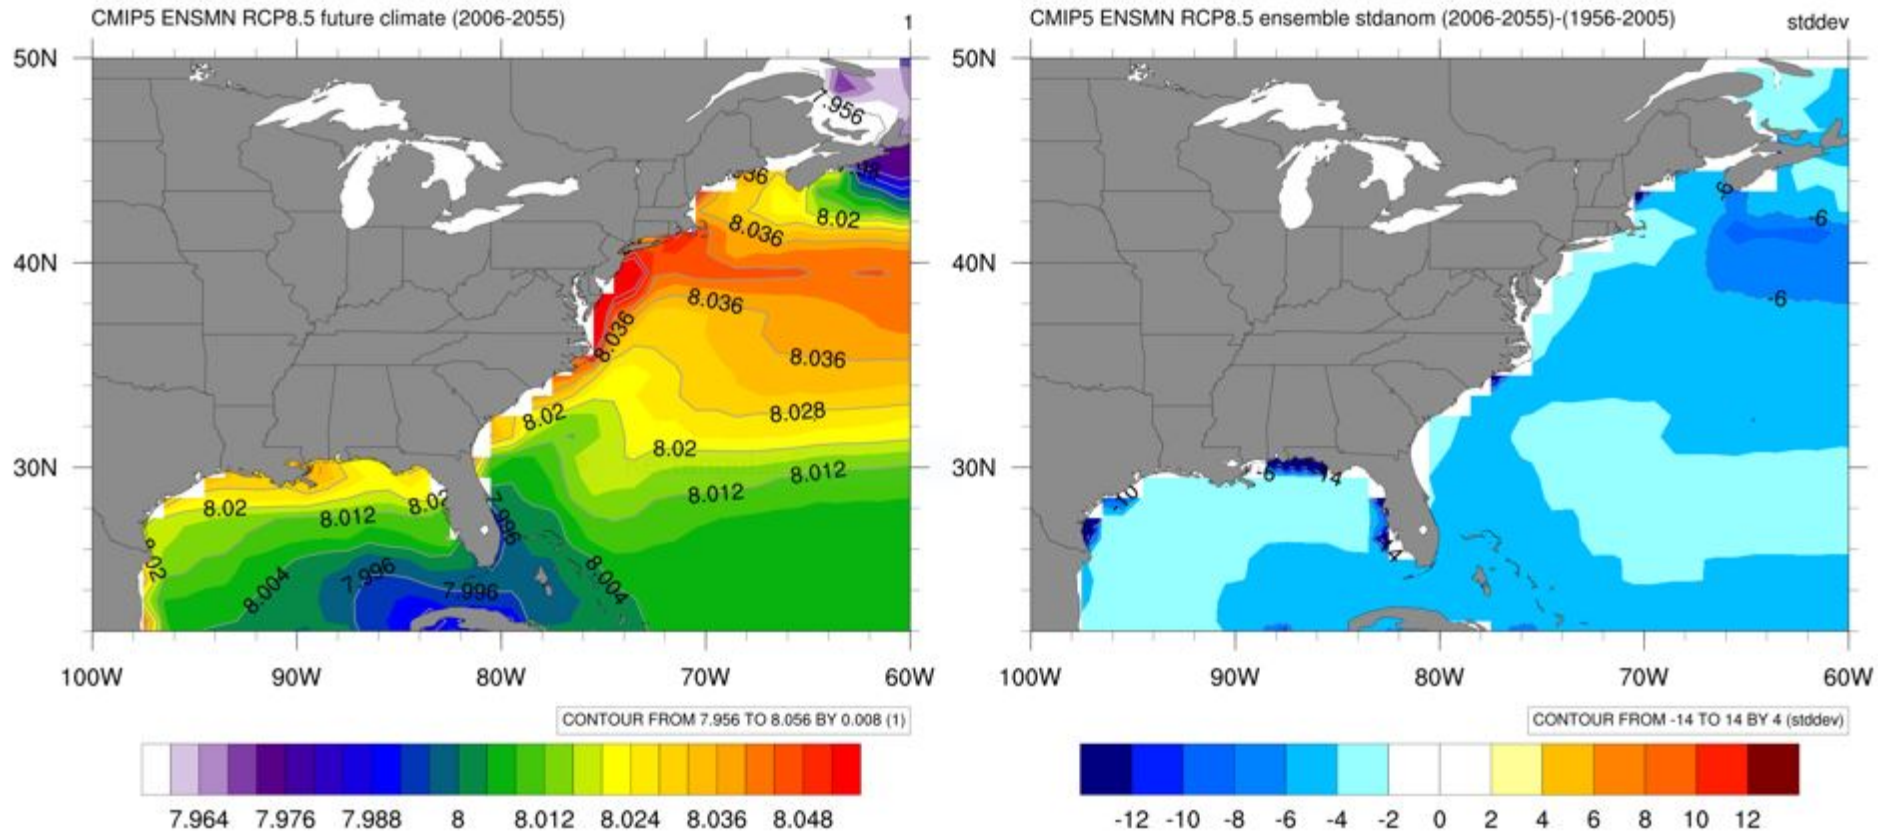 CMIP5 ENSMN RCP8.5 future climate (2006-2055) 1
50N
40N
30N
100W 90W 80W 70W 60W
7.956
8.02
8.036
8.036
8.036
8.036
8.028
8.02
8.02
8.012
8.012
8.02
8.012
8.02
8.02
7.996
8.004
7.996
7.996
8.004
CONTOUR FROM 7.956 TO 8.056 BY 0.008 (1)
7.964 7.976 7.988 8 8.012 8.024 8.036 8.048
CMIP5 ENSMN RCP8.5 ensemble stdanom (2006-2055)-(1956-2005) stddev
50N
40N
30N
100W 90W 80W 70W 60W
-6
-6
-6
-6
-14
-10
CONTOUR FROM -14 TO 14 BY 4 (stddev)
-12 -10 -8 -6 -4 -2 0 2 4 6 8 10 12